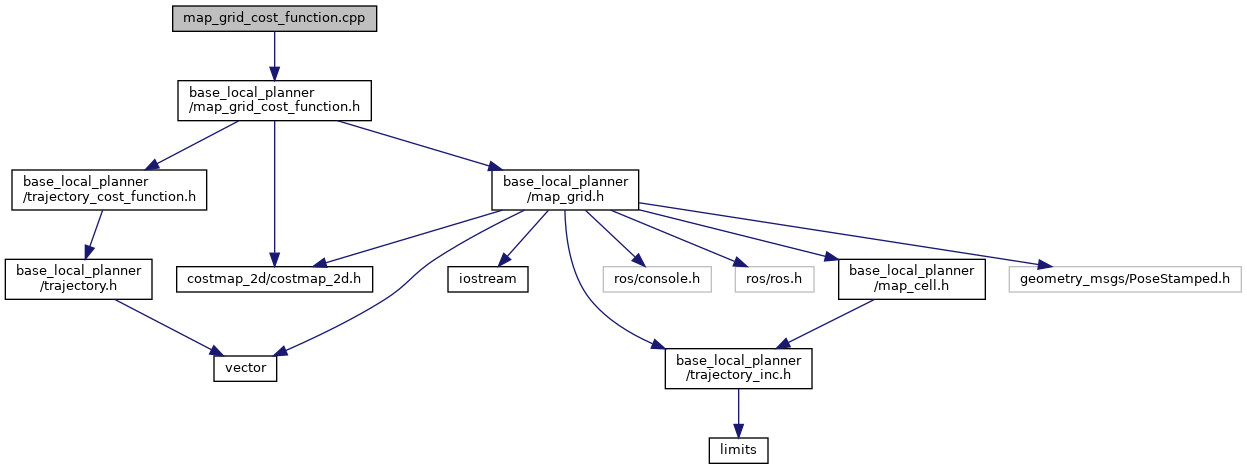 map_grid_cost_function.cpp
base_local_planner
/map_grid_cost_function.h
base_local_planner
/trajectory_cost_function.h
base_local_planner
/map_grid.h
base_local_planner
/trajectory.h
costmap_2d/costmap_2d.h
iostream
ros/console.h
ros/ros.h
base_local_planner
/map_cell.h
geometry_msgs/PoseStamped.h
vector
base_local_planner
/trajectory_inc.h
limits